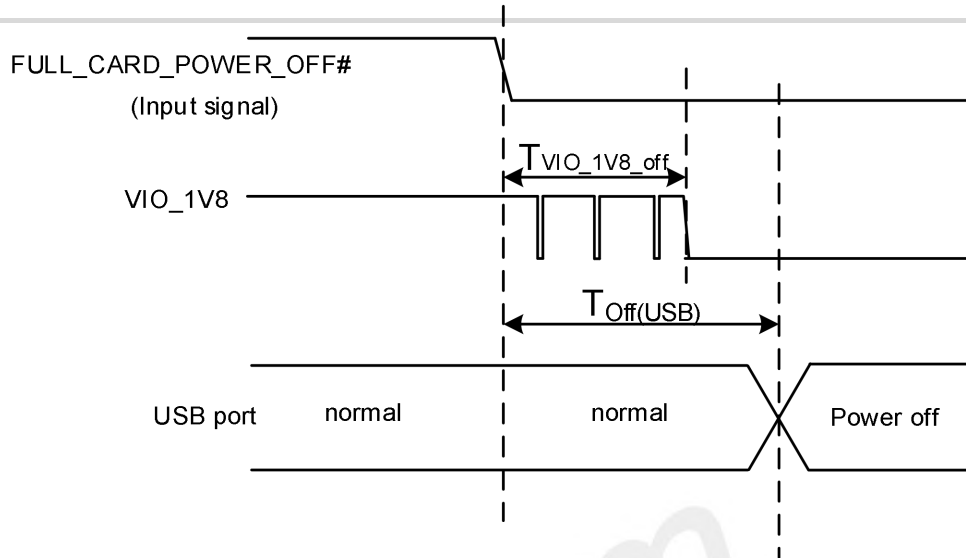 FULL_CARD_POWER_OFF#
(Input signal)
TVIO_1V8_off
VIO_1V8
TOff(USB)
USB port
normal
normal
Power off